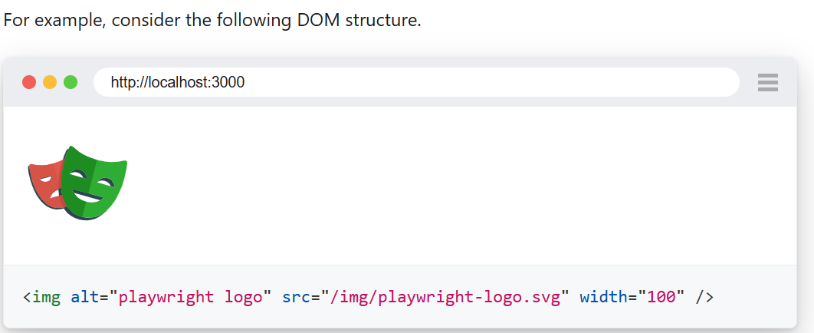 For example, consider the following DOM structure.
http://localhost:3000
<img alt="playwright logo" src="/img/playwright-logo.svg" width="100" />